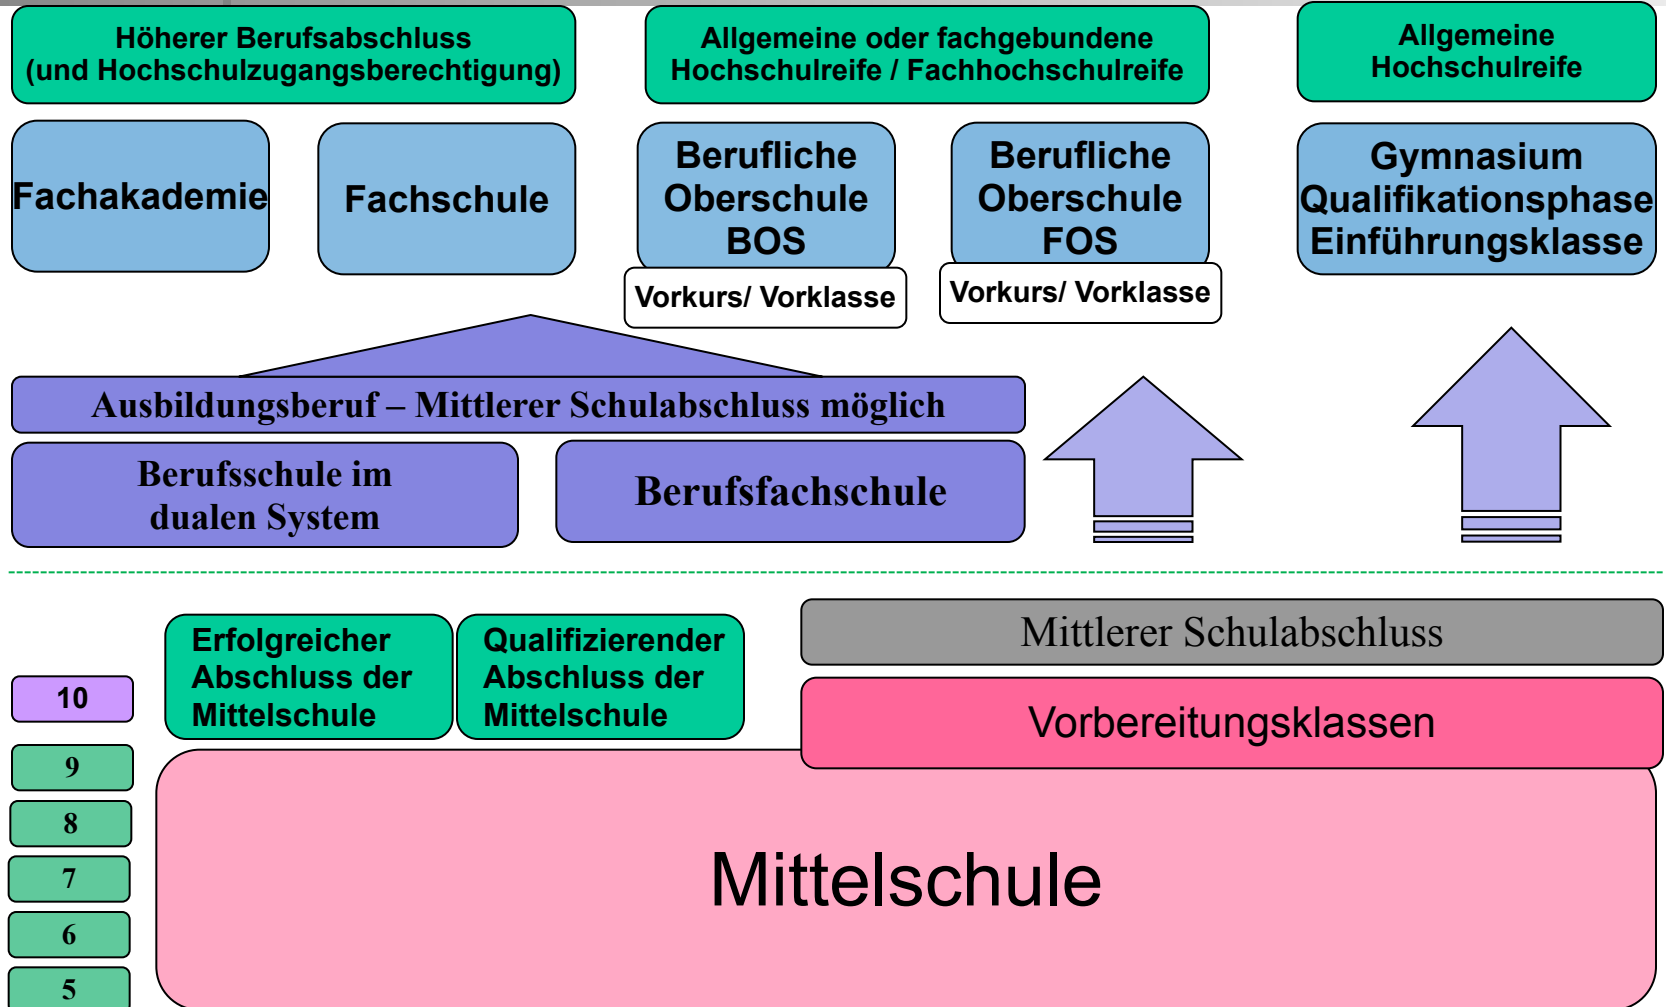 Höherer Berufsabschluss
(und Hochschulzugangsberechtigung)
Allgemeine oder fachgebundene
Hochschulreife / Fachhochschulreife
Allgemeine
Hochschulreife
Fachakademie
Fachschule
Berufliche
Oberschule
BOS
Vorkurs/ Vorklasse
Berufliche
Oberschule
FOS
Vorkurs/ Vorklasse
Gymnasium
Qualifikationsphase
Einführungsklasse
Ausbildungsberuf – Mittlerer Schulabschluss möglich
Berufsschule im
dualen System
Berufsfachschule
Erfolgreicher
Abschluss der
Mittelschule
Qualifizierender
Abschluss der
Mittelschule
Mittlerer Schulabschluss
Vorbereitungsklassen
10
9
8
7
6
5
Mittelschule